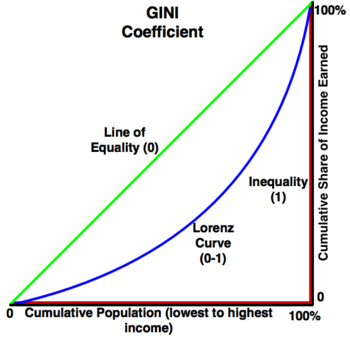 GINI
Coefficient
100%
Line of
Equality (0)
Cumulative Share of Income Earned
Inequality
(1)
Lorenz
Curve
(0-1)
0
0
Cumulative Population (lowest to highest
income)
100%